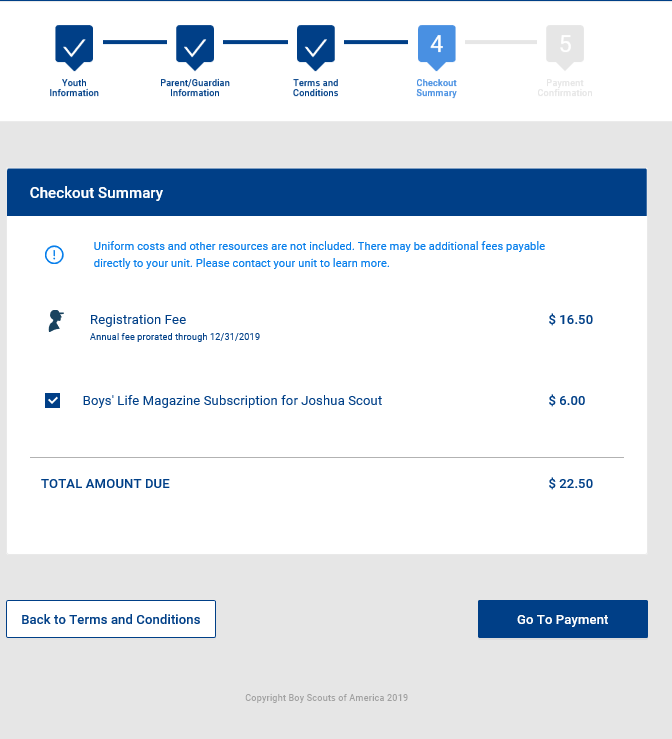 4
5
Youth
Information
Parent/Guardian
Information
Terms and
Conditions
Checkout
Summary
Payment
Confirmation
Checkout Summary
Uniform costs and other resources are not included. There may be additional fees payable
directly to your unit. Please contact your unit to learn more.
Registration Fee
$ 16.50
Annual fee prorated through 12/31/2019
Boys' Life Magazine Subscription for Joshua Scout
$ 6.00
TOTAL AMOUNT DUE
$ 22.50
Back to Terms and Conditions
Go To Payment
Copyright Boy Scouts of America 2019